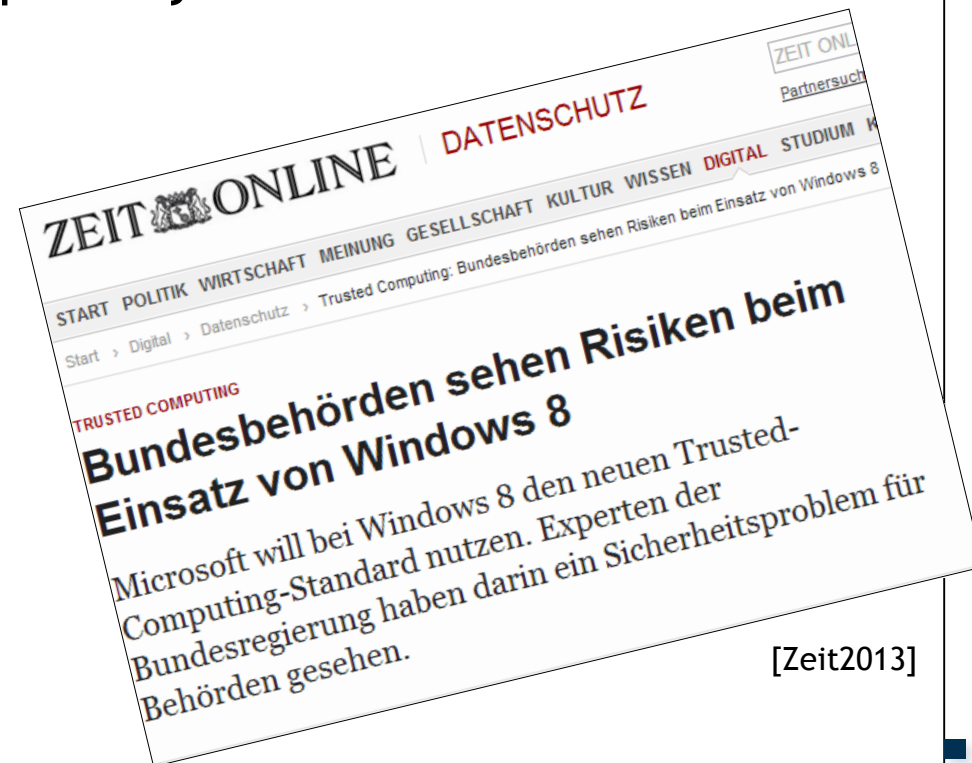 ZEIT ONLINE
DATENSCHUTZ
ZEIT ONL
Partnersuch
START POLITIK WIRTSCHAFT MEINUNG GESELLSCHAFT KULTUR WISSEN DIGITAL STUDIUM K
Start › Digital › Datenschutz › Trusted Computing: Bundesbehörden sehen Risiken beim Einsatz von Windows 8
TRUSTED COMPUTING
Bundesbehörden sehen Risiken beim
Einsatz von Windows 8
Microsoft will bei Windows 8 den neuen Trusted-
Computing-Standard nutzen. Experten der
Bundesregierung haben darin ein Sicherheitsproblem für
Behörden gesehen.
[Zeit2013]